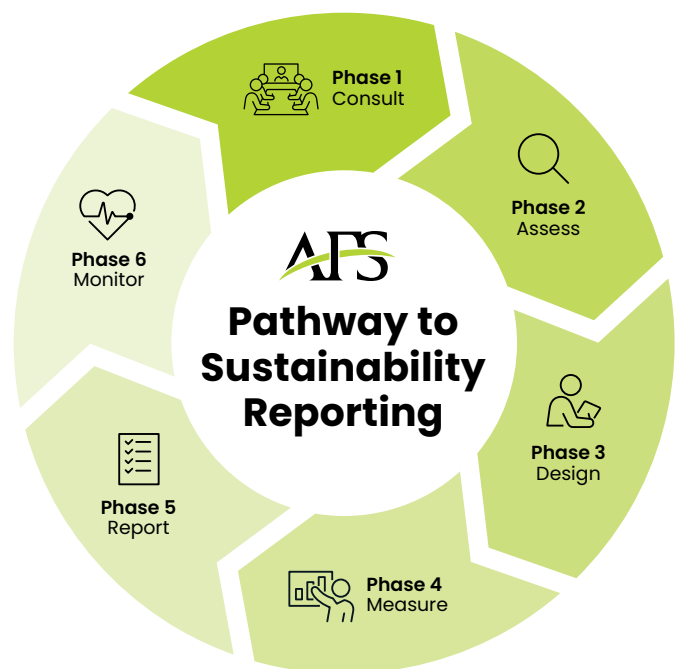 Phase 1
Consult
Phase 2
Assess
Phase 3
Design
Phase 4
Measure
Phase 5
Report
Phase 6
Monitor
AFS
Pathway to
Sustainability
Reporting